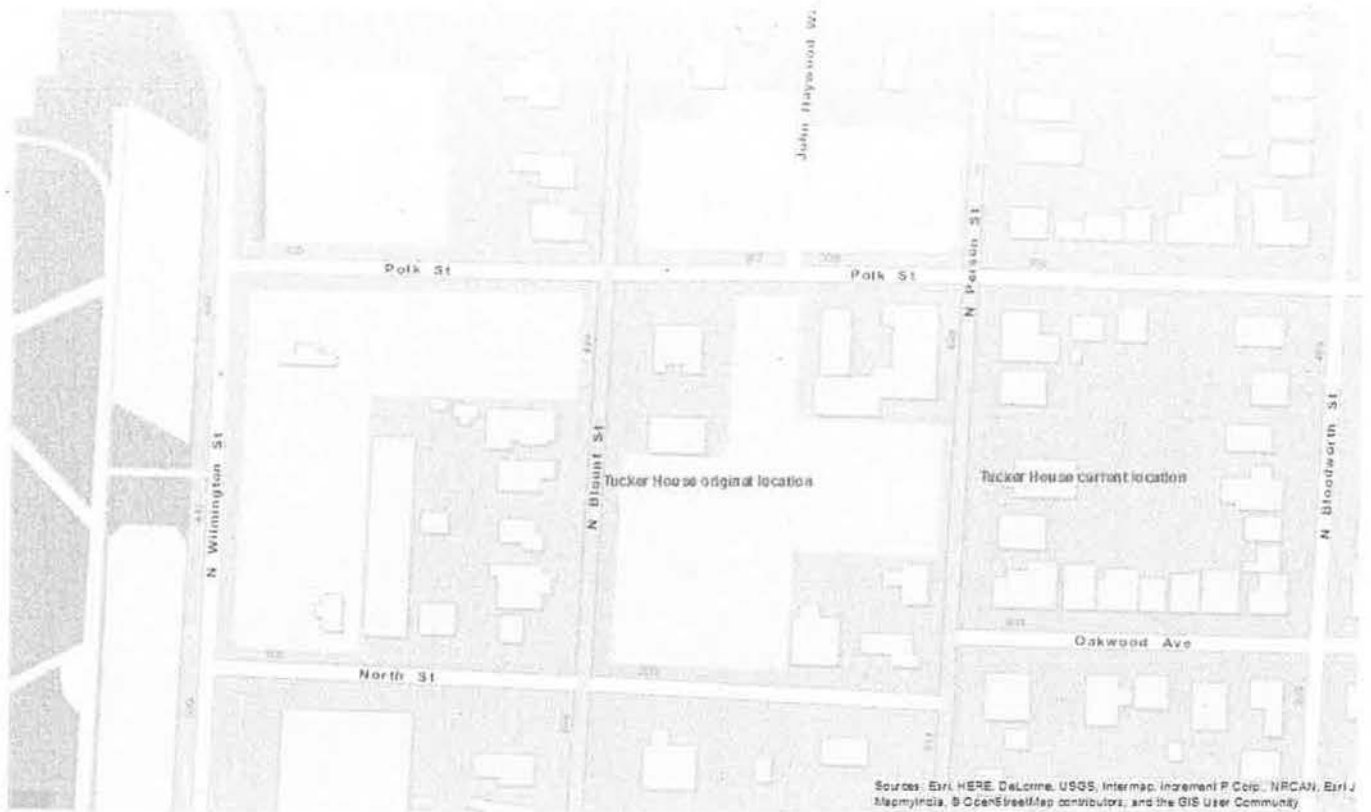 John Haywood W
Polk St
Polk St
N Person St
N Blount St
N Wilmington St
N Bloodworth St
Tucker House original location
Tucker House current location
Oakwood Ave
North St
Sources: Esri, HERE, DeLorme, USGS, Intermap, increment P Corp., NRCAN, Esri J
MapmyIndia, © OpenStreetMap contributors, and the GIS User Community